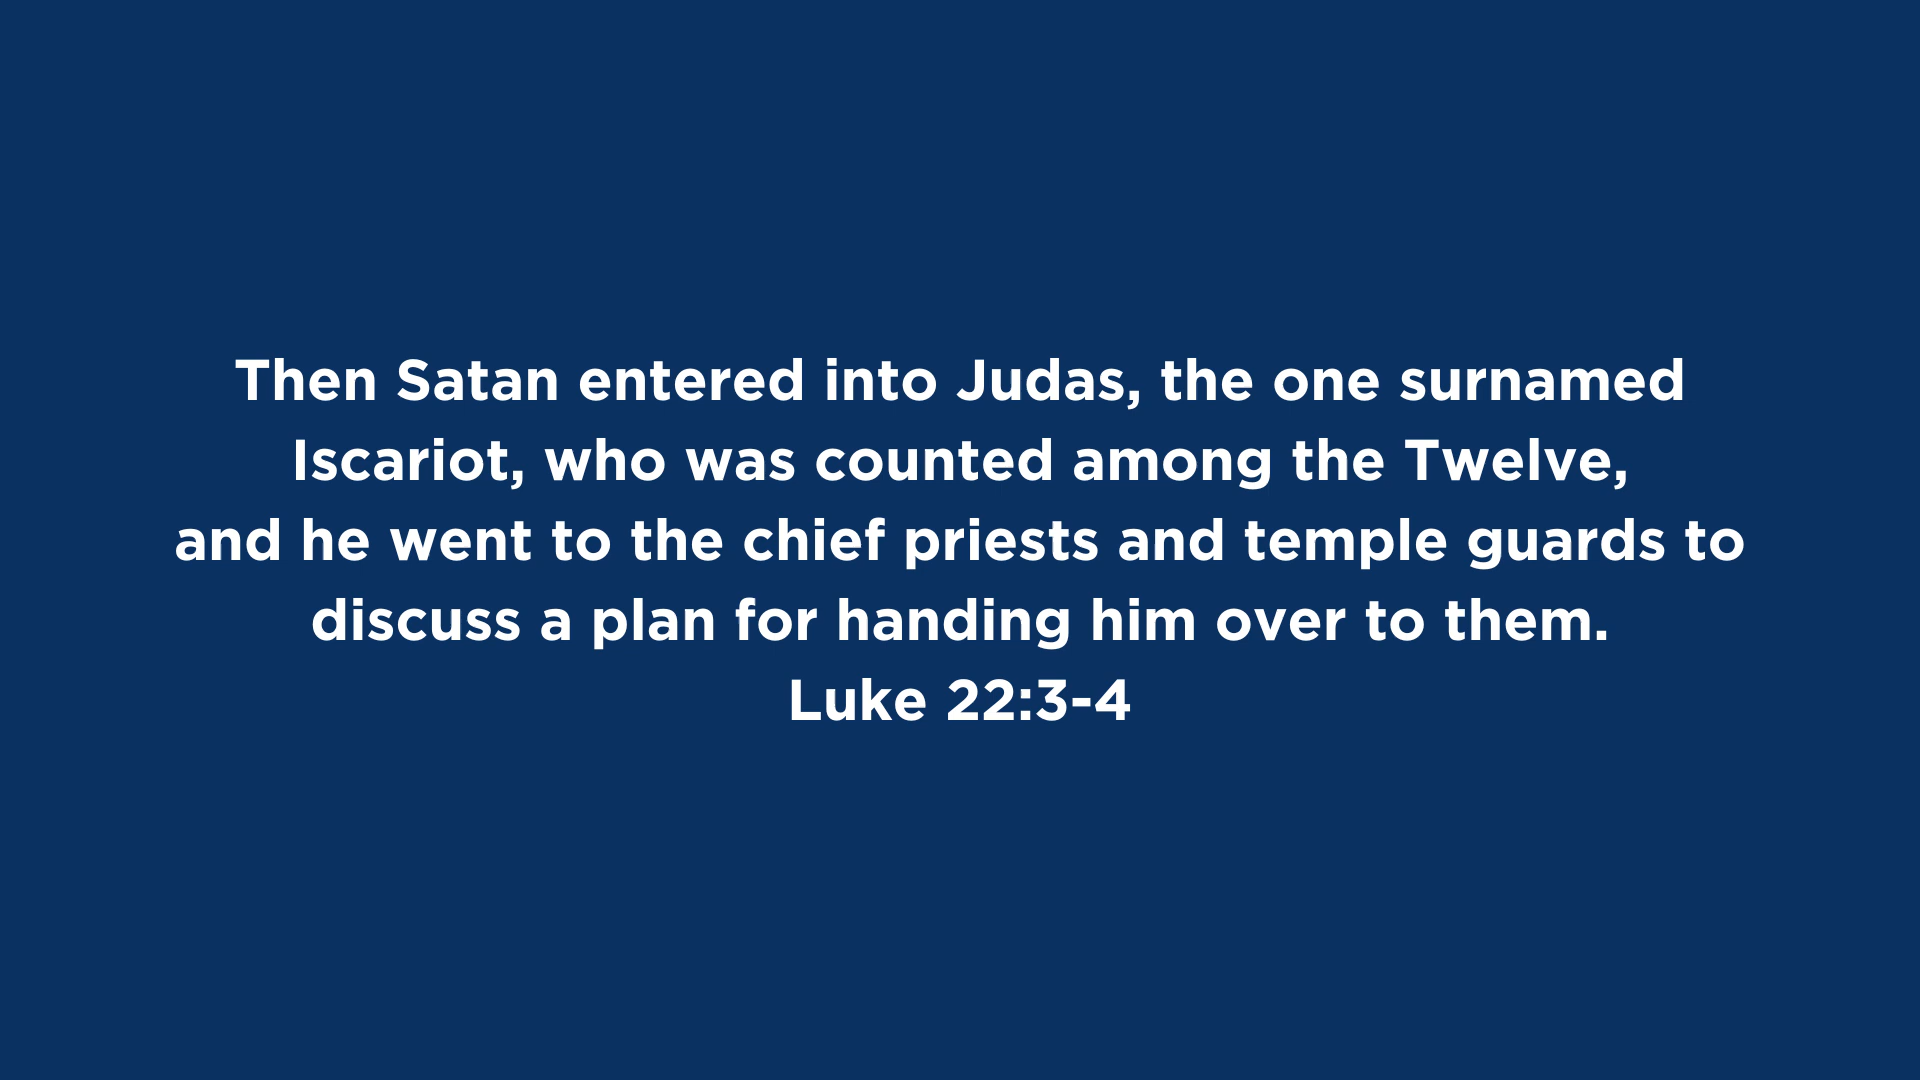 Then Satan entered into Judas, the one surnamed
Iscariot, who was counted among the Twelve,
and he went to the chief priests and temple guards to
discuss a plan for handing him over to them.
Luke 22:3-4